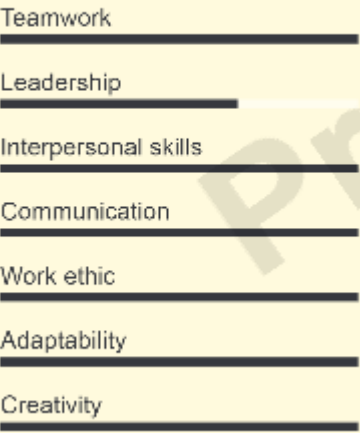 Teamwork
Leadership
Interpersonal skills
Communication
Work ethic
Adaptability
Creativity